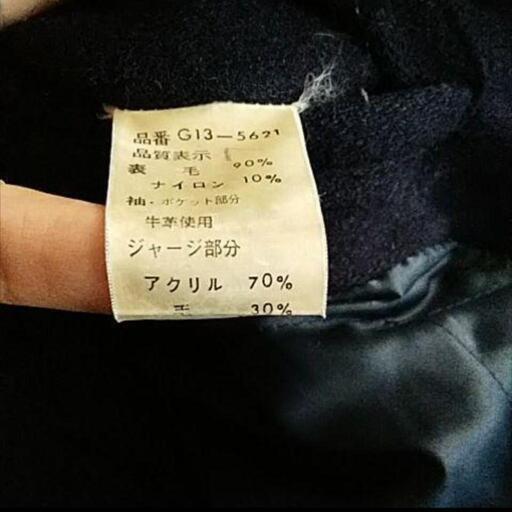 品番 G13-5621
品質表示
表 毛 90%
ナイロン 10%
袖・ポケット部分
牛革使用
ジャージ部分
アクリル 70%
毛 30%